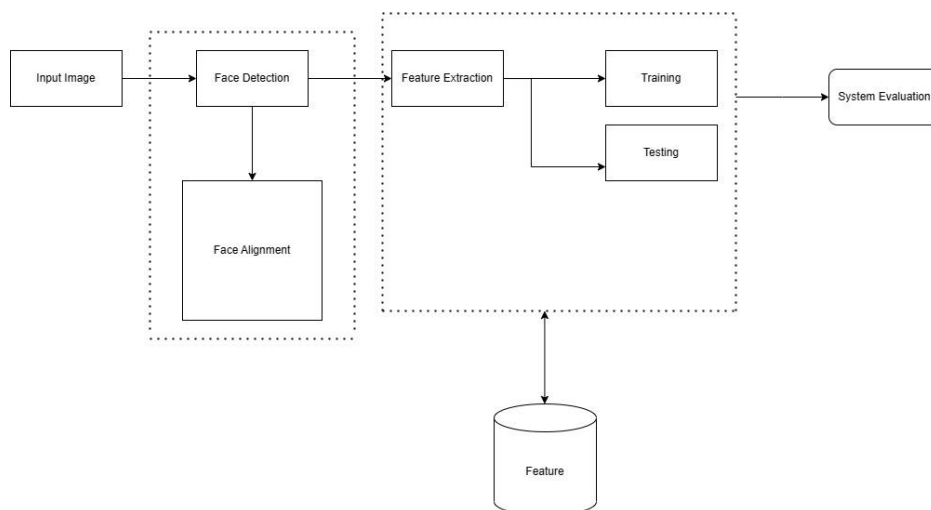 Input Image
Face Detection
Feature Extraction
Training
System Evaluation
Testing
Face Alignment
Feature